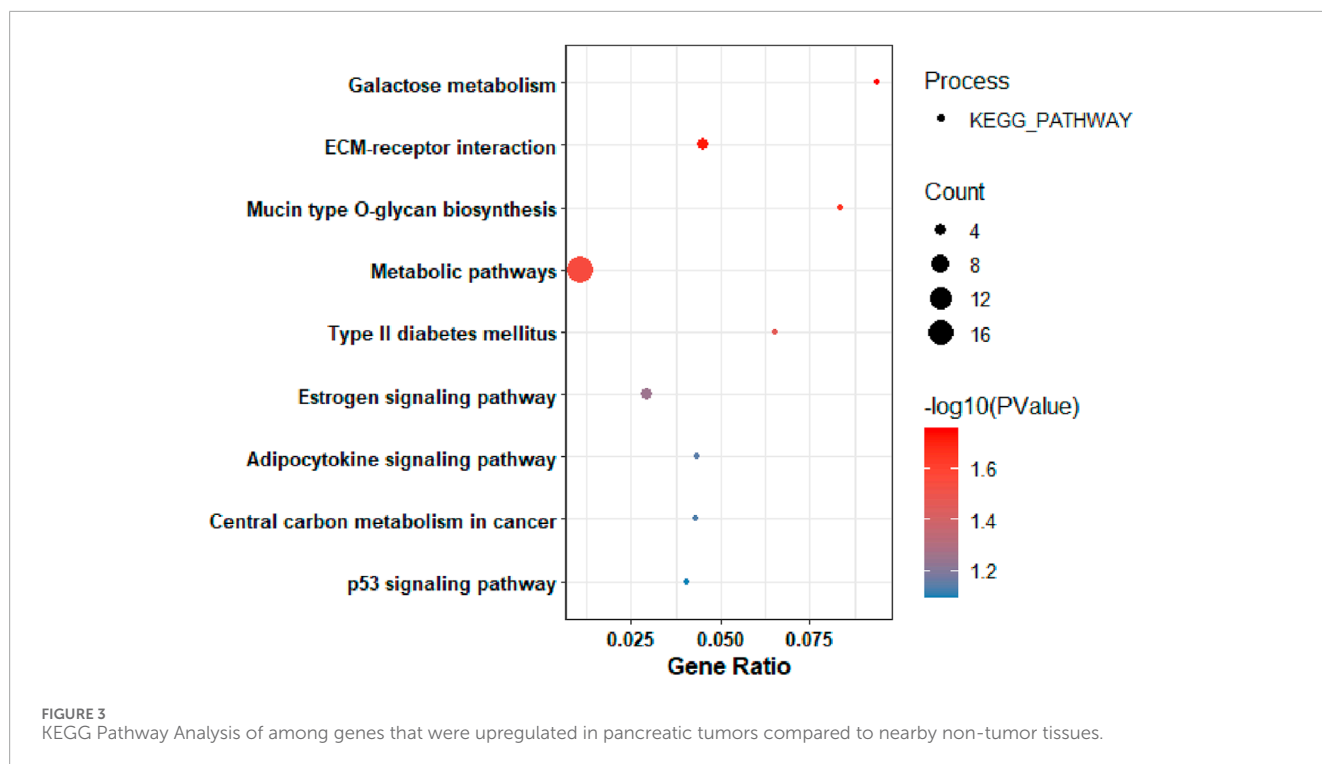 Galactose metabolism
ECM-receptor interaction
Mucin type O-glycan biosynthesis
Metabolic pathways
Type II diabetes mellitus
Estrogen signaling pathway
Adipocytokine signaling pathway
Central carbon metabolism in cancer
p53 signaling pathway
0.025 0.050 0.075
Gene Ratio
Process
KEGG_PATHWAY
Count
4
8
12
16
-log10(PValue)
1.6
1.4
1.2
FIGURE 3
KEGG Pathway Analysis of among genes that were upregulated in pancreatic tumors compared to nearby non-tumor tissues.